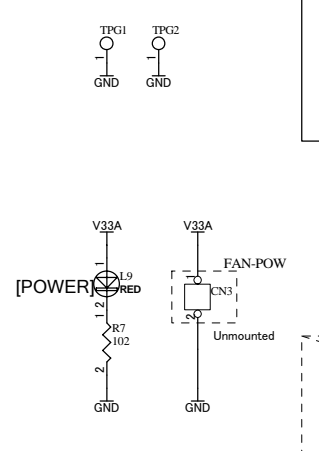 TPG1 TPG2
1 1
GND GND
V33A V33A
FAN-POW
1 1
L9
[POWER] RED CN3
2 2
1 R7
102 Unmounted
2
GND GND